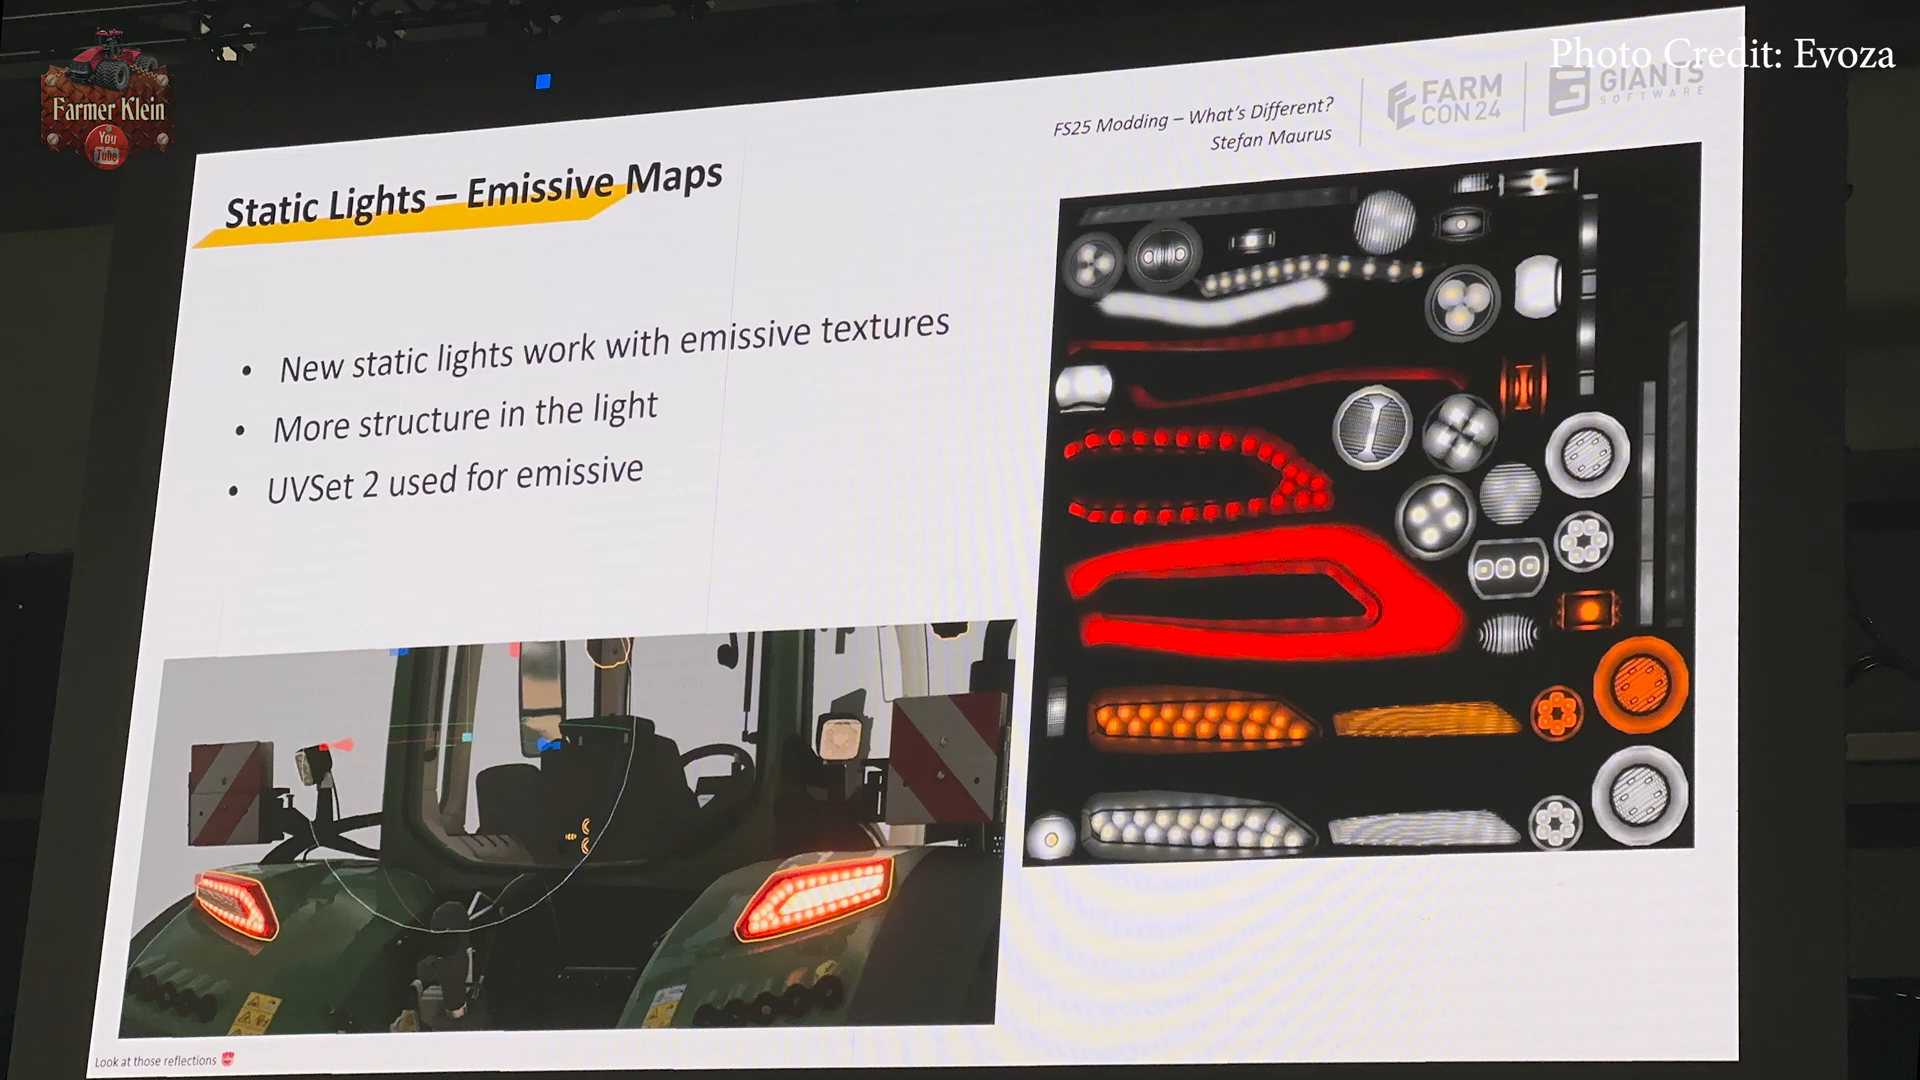 Photo Credit: Evoza
Farmer Klein
You
Tube
FS25 Modding – What's Different?
Stefan Maurus
FARM
CON 24
GIANTS
SOFTWARE
Static Lights – Emissive Maps
• New static lights work with emissive textures
• More structure in the light
• UVSet 2 used for emissive
Look at those reflections